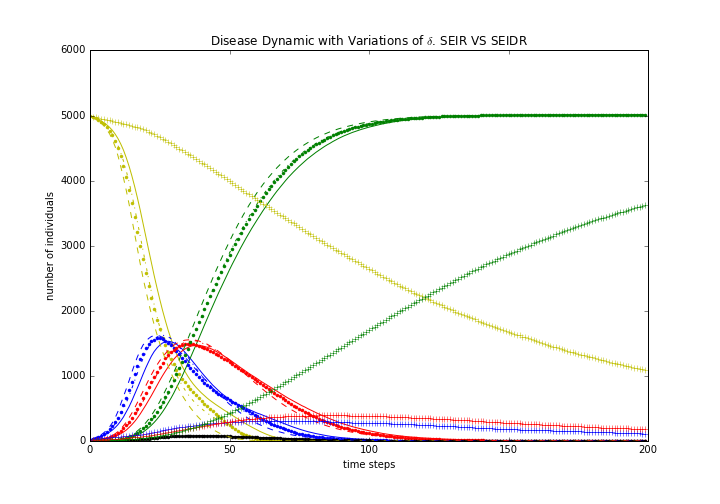 Disease Dynamic with Variations of δ. SEIR VS SEIDR
6000
5000
4000
3000
2000
1000
0
number of individuals
0 50 100 150 200
time steps